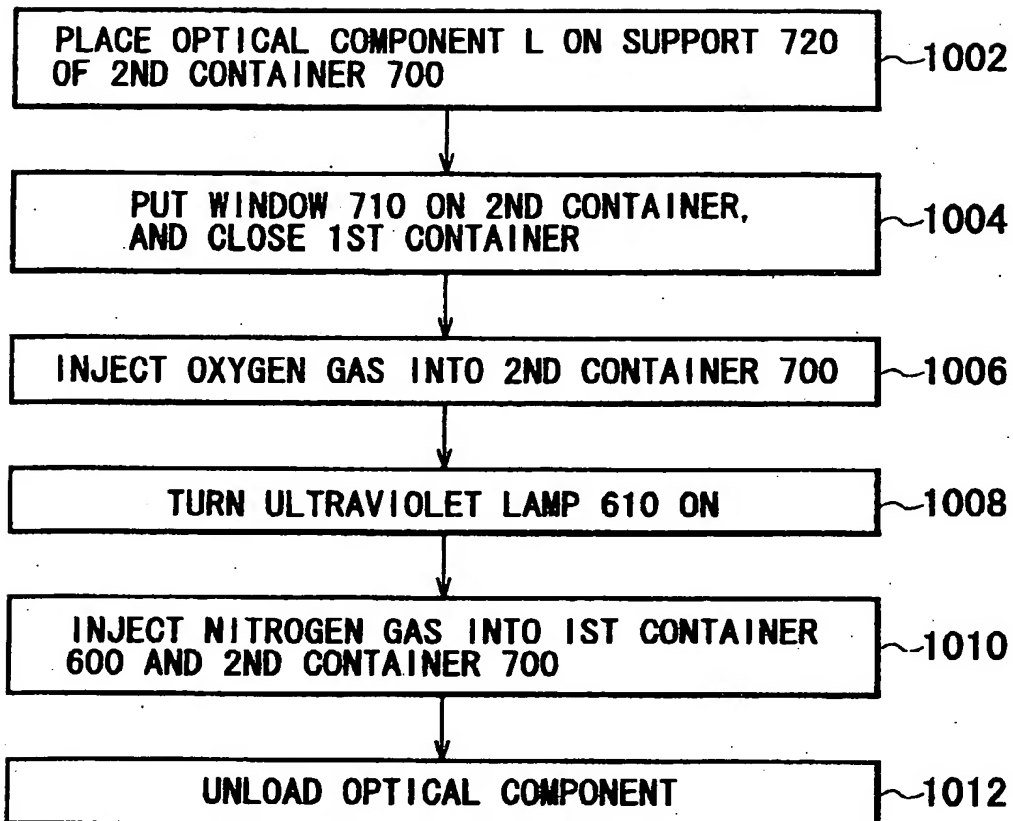 PLACE OPTICAL COMPONENT L ON SUPPORT 720
OF 2ND CONTAINER 700
1002
PUT WINDOW 710 ON 2ND CONTAINER,
AND CLOSE 1ST CONTAINER
1004
INJECT OXYGEN GAS INTO 2ND CONTAINER 700
1006
TURN ULTRAVIOLET LAMP 610 ON
1008
INJECT NITROGEN GAS INTO 1ST CONTAINER
600 AND 2ND CONTAINER 700
1010
UNLOAD OPTICAL COMPONENT
1012